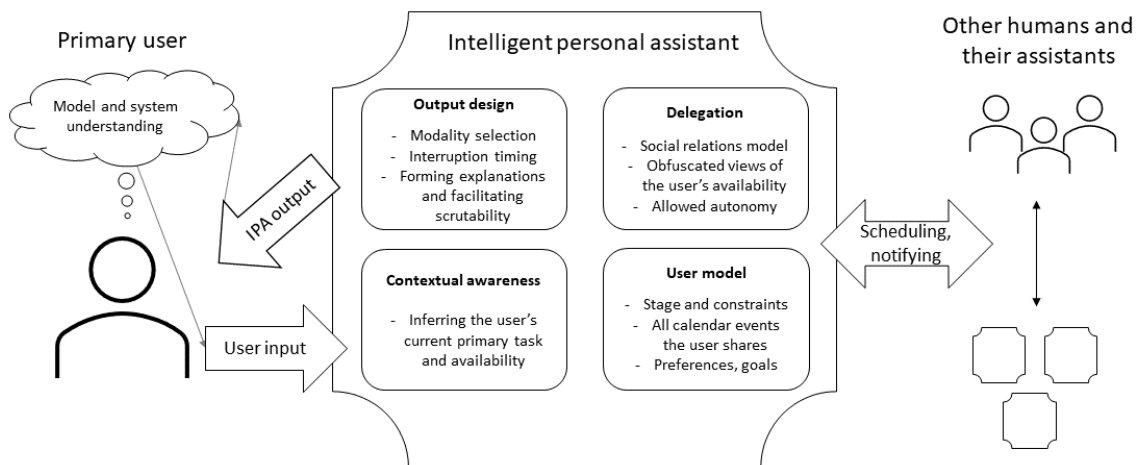 Primary user
Model and system
understanding
Intelligent personal assistant
Output design
- Modality selection
- Interruption timing
- Forming explanations
and facilitating
scrutability
Delegation
- Social relations model
- Obfuscated views of
the user's availability
- Allowed autonomy
Contextual awareness
- Inferring the user's
current primary task
and availability
User model
- Stage and constraints
- All calendar events
the user shares
- Preferences, goals
IPA output
User input
Scheduling,
notifying
Other humans and
their assistants